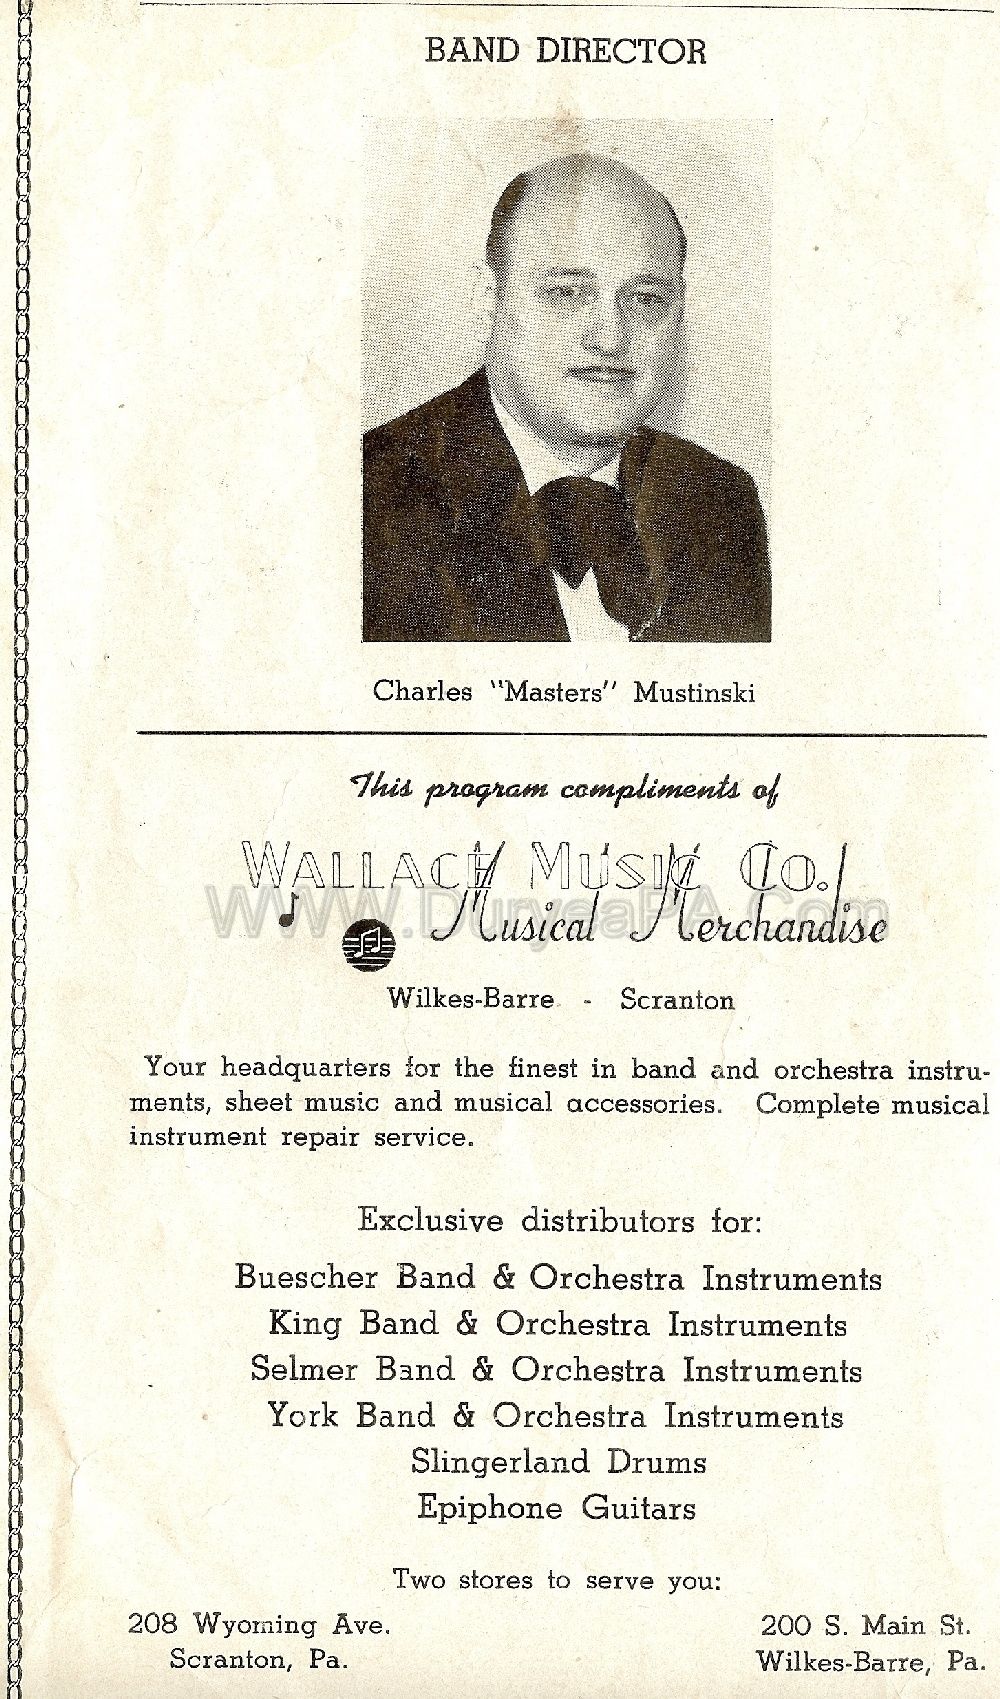 BAND DIRECTOR
Charles "Masters" Mustinski
This program compliments of
WALLACE MUSIC CO.
www.DuryeaPA.Com
Musical Merchandise
Wilkes-Barre - Scranton
Your headquarters for the finest in band and orchestra instru-
ments, sheet music and musical accessories. Complete musical
instrument repair service.
Exclusive distributors for:
Buescher Band & Orchestra Instruments
King Band & Orchestra Instruments
Selmer Band & Orchestra Instruments
York Band & Orchestra Instruments
Slingerland Drums
Epiphone Guitars
Two stores to serve you:
208 Wyoming Ave.
Scranton, Pa.
200 S. Main St.
Wilkes-Barre, Pa.